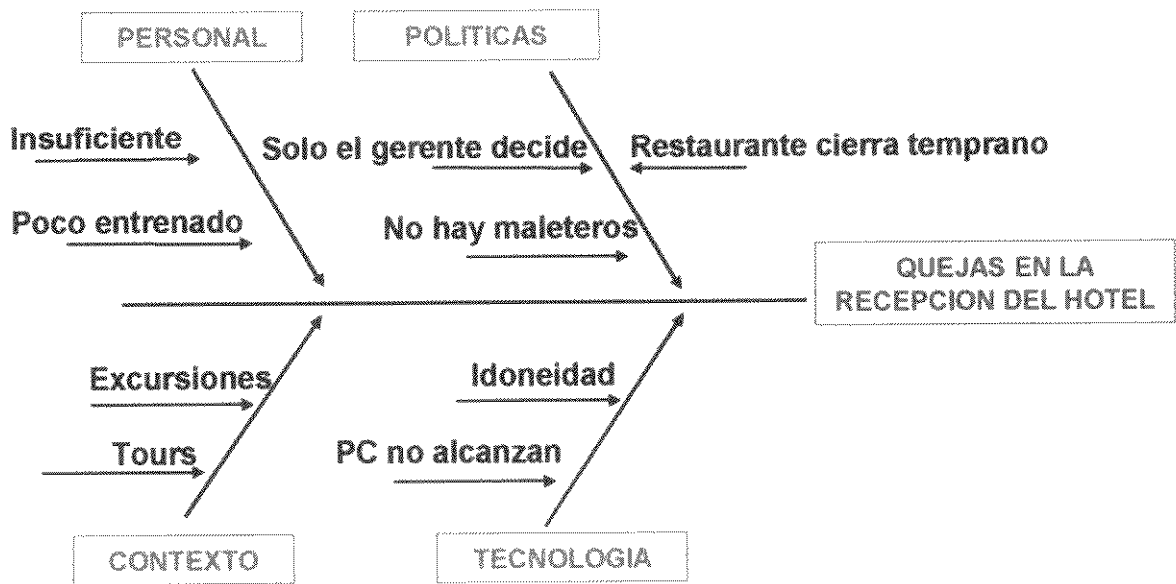 PERSONAL
POLITICAS
Insuficiente
Solo el gerente decide
Restaurante cierra temprano
Poco entrenado
No hay maleteros
QUEJAS EN LA
RECEPCION DEL HOTEL
Excursiones
Idoneidad
Tours
PC no alcanzan
CONTEXTO
TECNOLOGIA